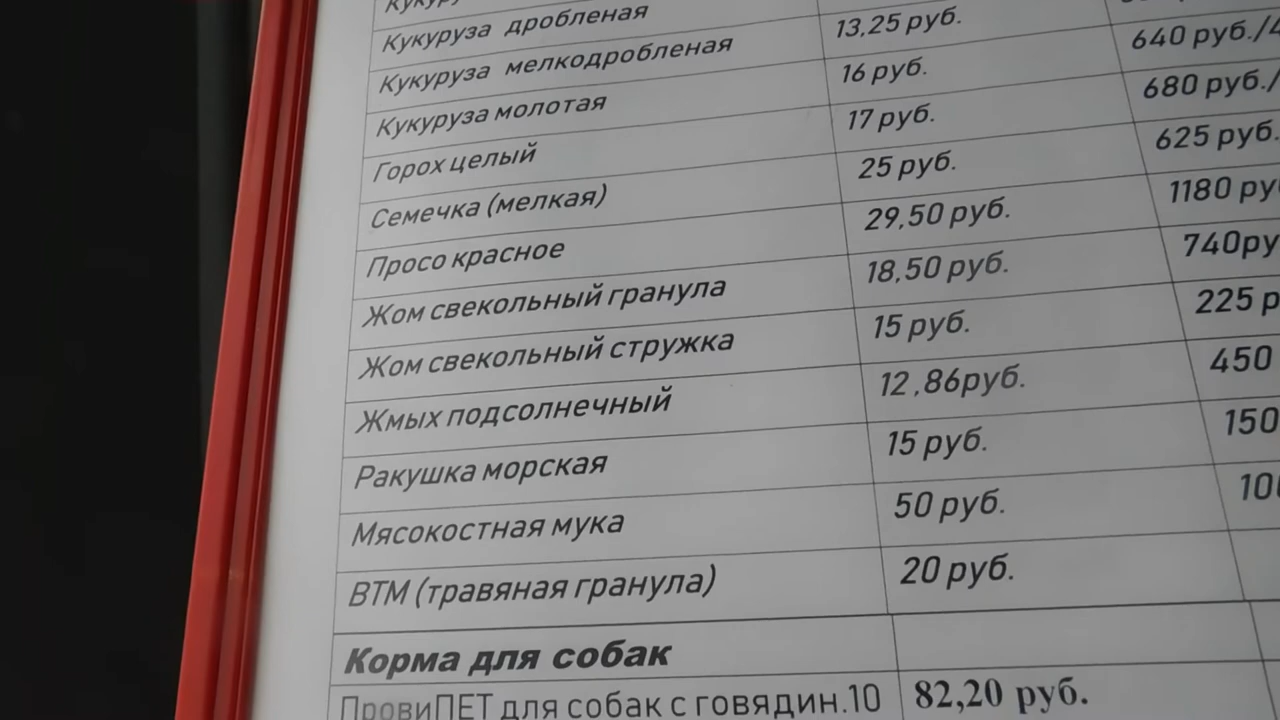 Кукуруза дробленая
Кукуруза мелкодробленая 13,25 руб.
Кукуруза молотая 16 руб. 640 руб./4
Горох целый 17 руб. 680 руб./
Семечка (мелкая) 25 руб. 625 руб.
Просо красное 29,50 руб. 1180 ру
Жом свекольный гранула 18,50 руб. 740ру
Жом свекольный стружка 15 руб. 225 р
Жмых подсолнечный 12,86руб. 450
Ракушка морская 15 руб. 150
Мясокостная мука 50 руб.
ВТМ (травяная гранула) 20 руб.
Корма для собак
ПровиПЕТ для собак с говядин.10 82,20 руб.